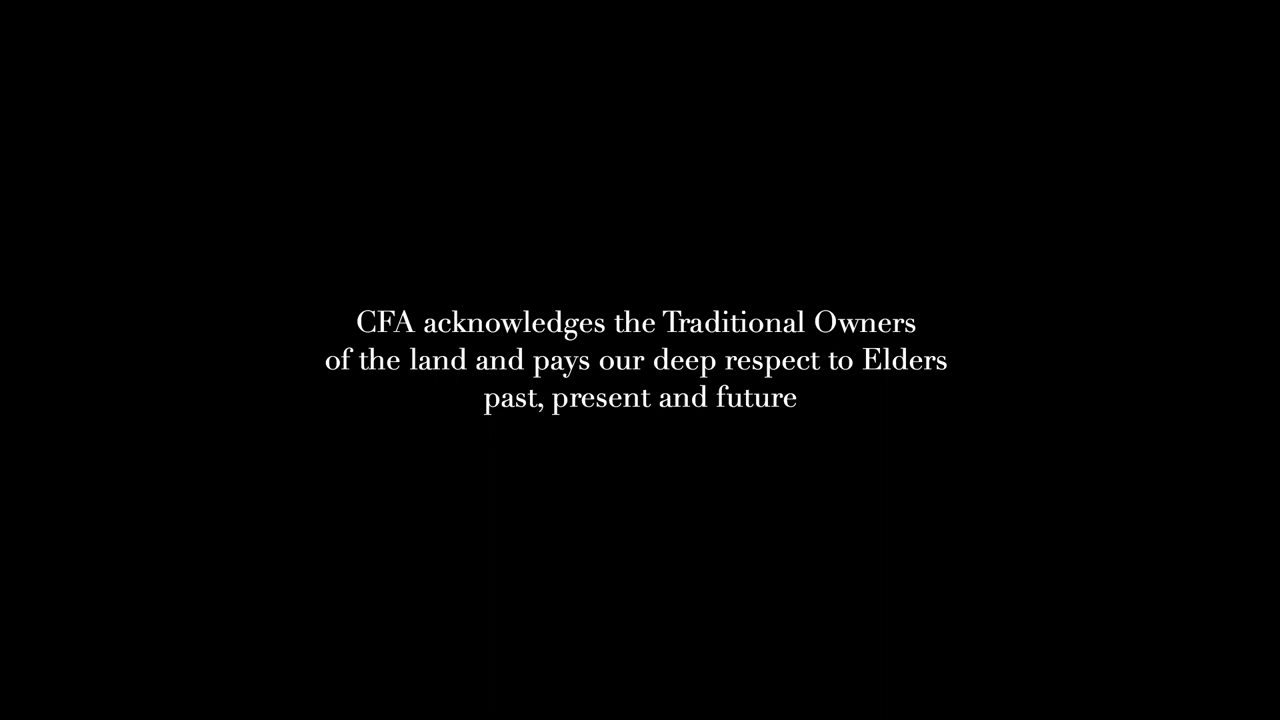 CFA acknowledges the Traditional Owners
of the land and pays our deep respect to Elders
past, present and future